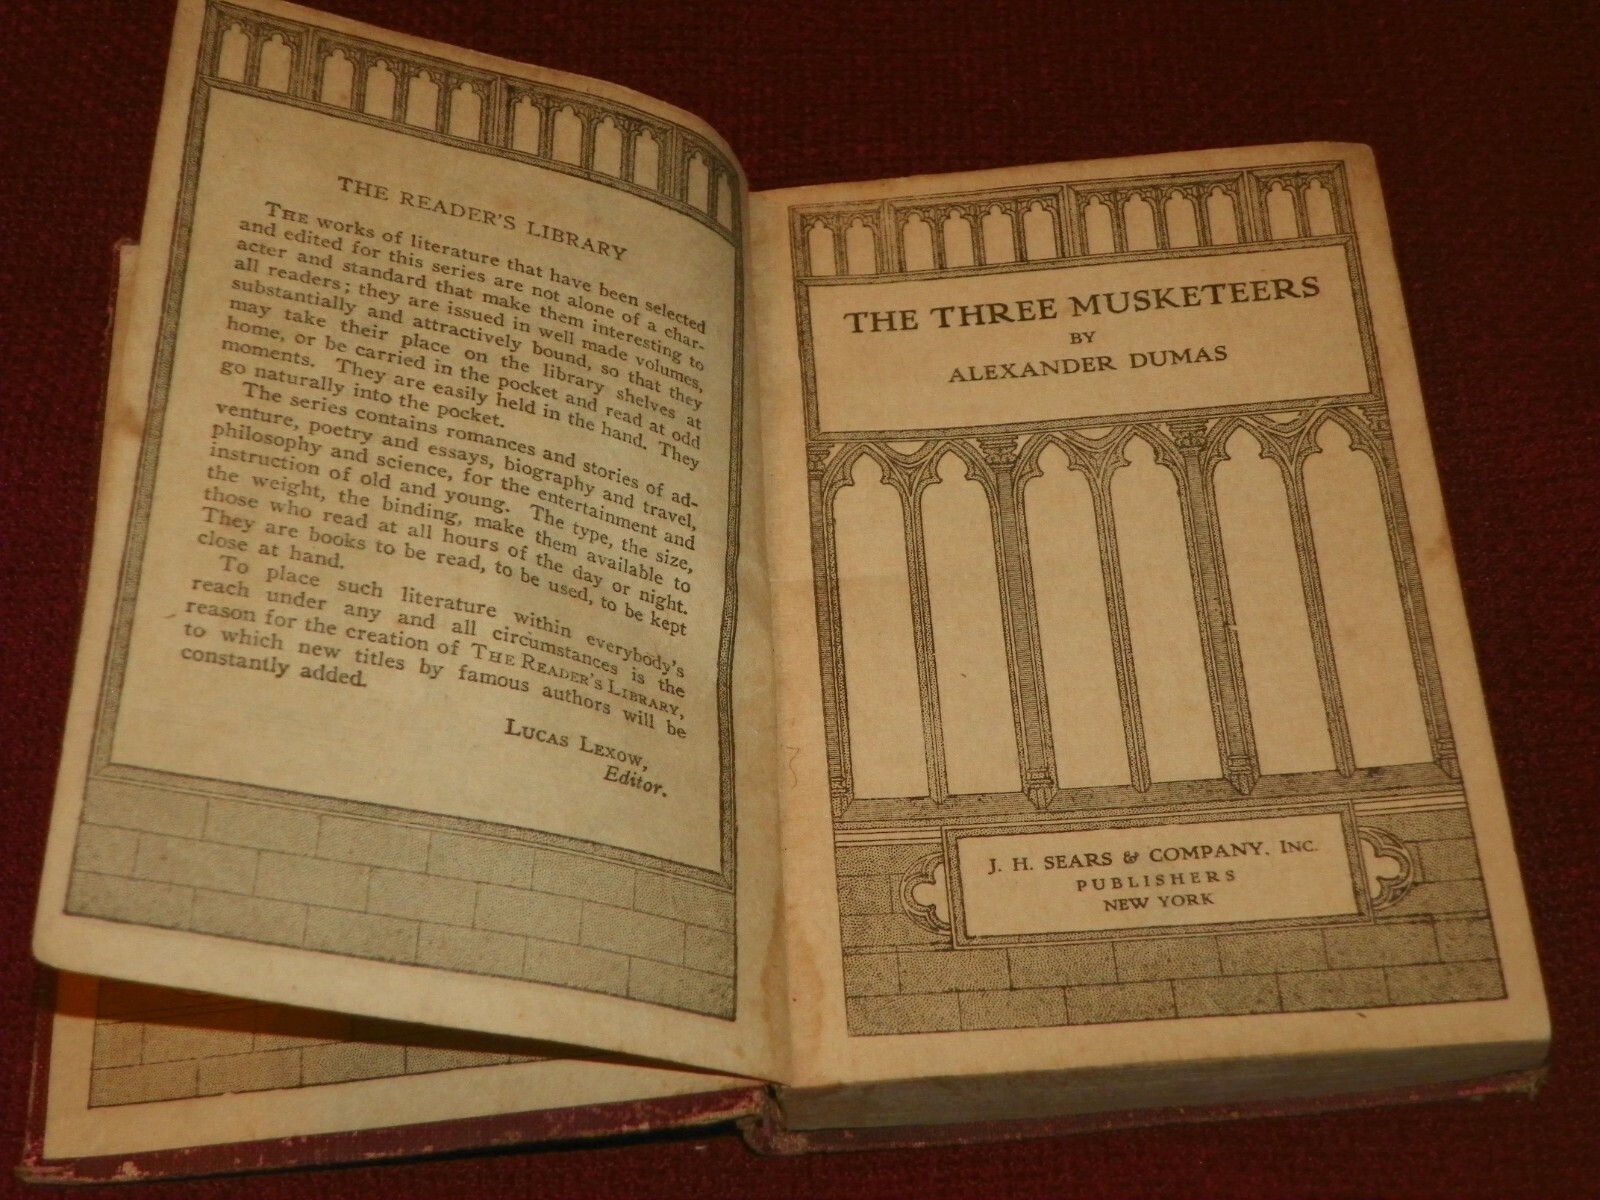 THE READER'S LIBRARY
THE works of literature that have been selected
and edited for this series are not alone of a char-
acter and standard that make them interesting to
all readers; they are issued in well made volumes,
substantially and attractively bound, so that they
may take their place on the library shelves at
home, or be carried in the pocket and read at odd
moments. They are easily held in the hand. They
go naturally into the pocket.
The series contains romances and stories of ad-
venture, poetry and essays, biography and travel,
philosophy and science, for the entertainment and
instruction of old and young. The type, the size,
the weight, the binding, make them available to
those who read at all hours of the day or night.
They are books to be read, to be used, to be kept
close at hand.
To place such literature within everybody's
reach under any and all circumstances is the
reason for the creation of THE READER'S LIBRARY,
to which new titles by famous authors will be
constantly added.
LUCAS LEXOW,
Editor.
THE THREE MUSKETEERS
BY
ALEXANDER DUMAS
J. H. SEARS & COMPANY, INC.
PUBLISHERS
NEW YORK